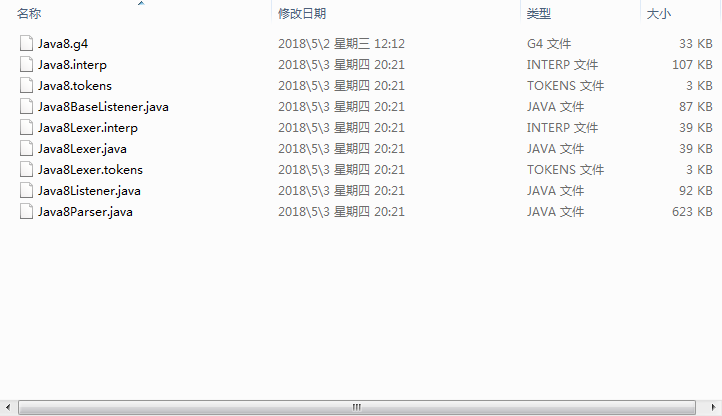 名称 修改日期 类型 大小
Java8.g4 2018\5\2 星期三 12:12 G4 文件 33 KB
Java8.interp 2018\5\3 星期四 20:21 INTERP 文件 107 KB
Java8.tokens 2018\5\3 星期四 20:21 TOKENS 文件 3 KB
Java8BaseListener.java 2018\5\3 星期四 20:21 JAVA 文件 87 KB
Java8Lexer.interp 2018\5\3 星期四 20:21 INTERP 文件 39 KB
Java8Lexer.java 2018\5\3 星期四 20:21 JAVA 文件 39 KB
Java8Lexer.tokens 2018\5\3 星期四 20:21 TOKENS 文件 3 KB
Java8Listener.java 2018\5\3 星期四 20:21 JAVA 文件 92 KB
Java8Parser.java 2018\5\3 星期四 20:21 JAVA 文件 623 KB